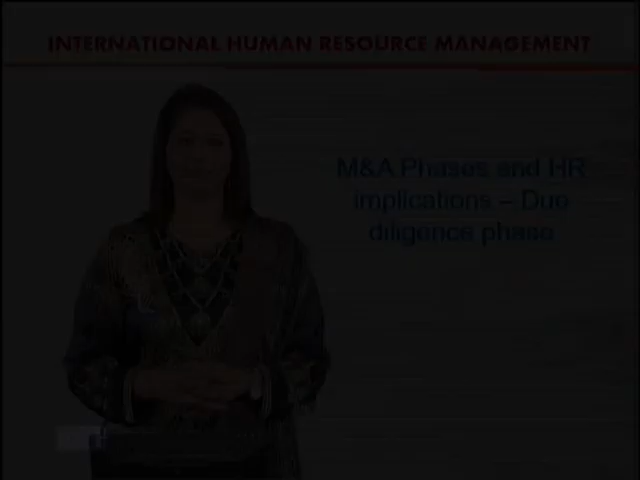 INTERNATIONAL HUMAN RESOURCE MANAGEMENT
M&A Phases and HR
implications – Due
diligence phase